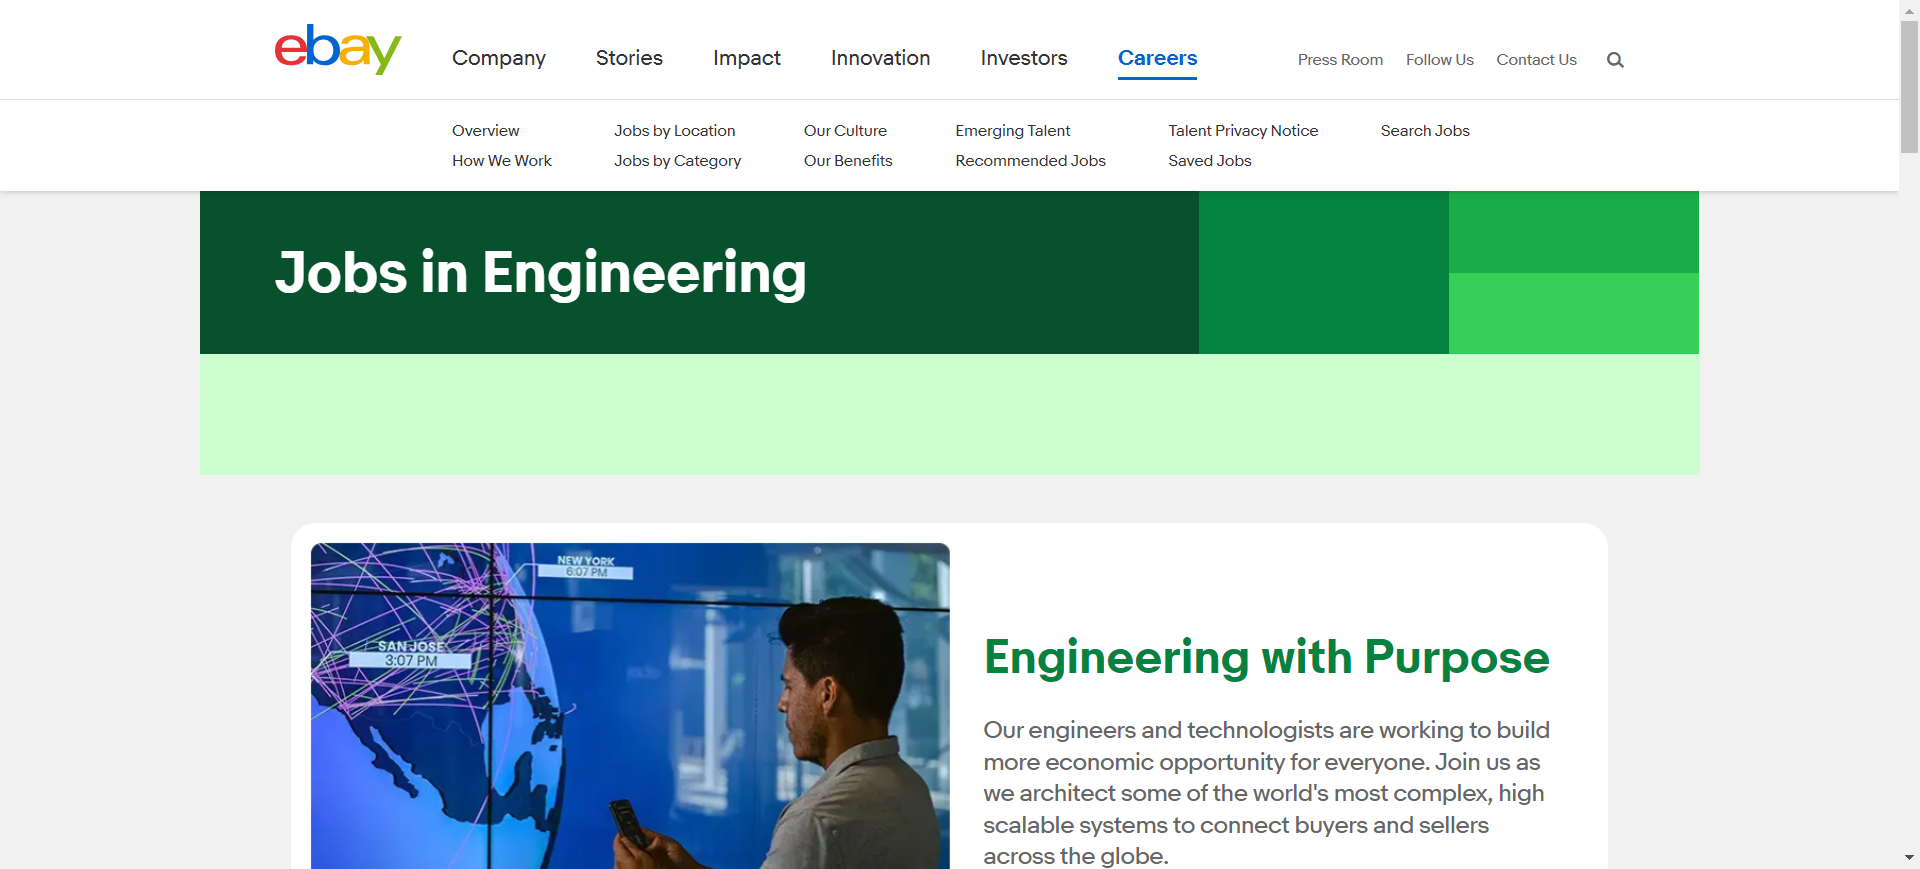 ebay
Company Stories Impact Innovation Investors Careers Press Room Follow Us Contact Us
Overview Jobs by Location Our Culture Emerging Talent Talent Privacy Notice Search Jobs
How We Work Jobs by Category Our Benefits Recommended Jobs Saved Jobs
Jobs in Engineering
NEW YORK
6:07 PM
SAN JOSE
3:07 PM
Engineering with Purpose
Our engineers and technologists are working to build
more economic opportunity for everyone. Join us as
we architect some of the world's most complex, high
scalable systems to connect buyers and sellers
across the globe.